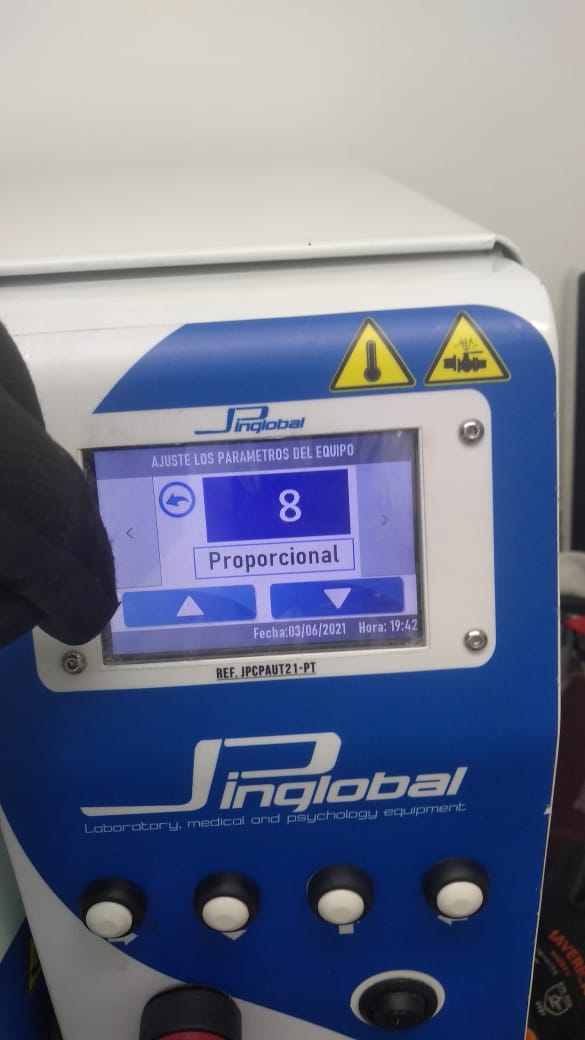 JPinglobal
AJUSTE LOS PARAMETROS DEL EQUIPO
8
Proporcional
Fecha:03/06/2021 Hora: 19:42
REF. JPCPAUT21-PT
JPinglobal
Laboratory, medical and psychology equipment